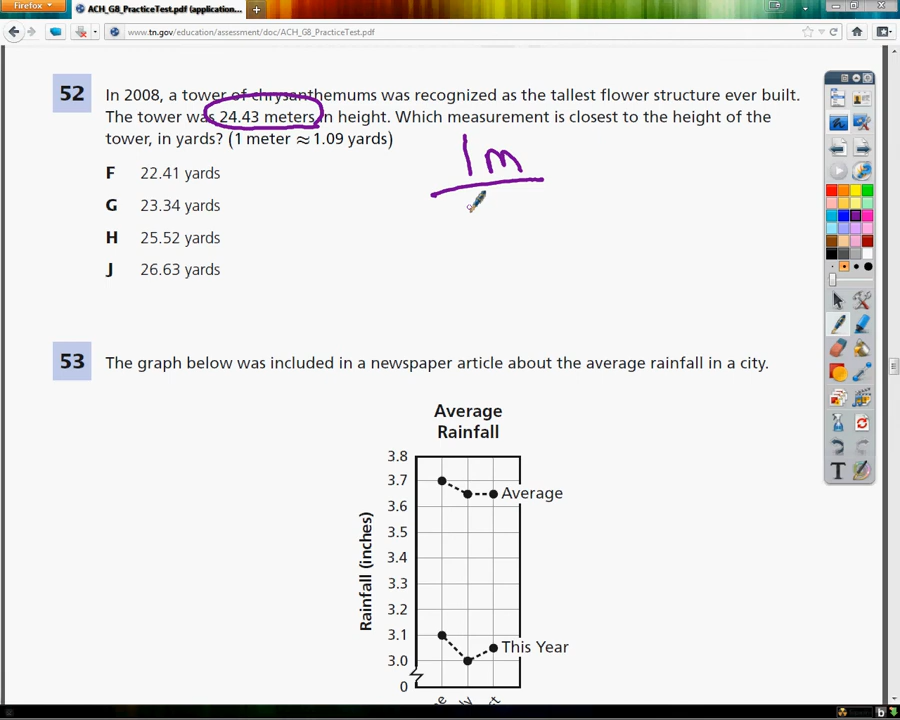 Firefox
ACH_G8_PracticeTest.pdf (application...
www.tn.gov/education/assessment/doc/ACH_G8_PracticeTest.pdf
52
In 2008, a tower of chrysanthemums was recognized as the tallest flower structure ever built.
The tower was 24.43 meters in height. Which measurement is closest to the height of the
tower, in yards? (1 meter ≈ 1.09 yards)
1 m
F 22.41 yards
G 23.34 yards
H 25.52 yards
J 26.63 yards
53 The graph below was included in a newspaper article about the average rainfall in a city.
Average
Rainfall
3.8
3.7
3.6
3.5
3.4
3.3
3.2
3.1
3.0
0
Rainfall (inches)
Average
This Year
T